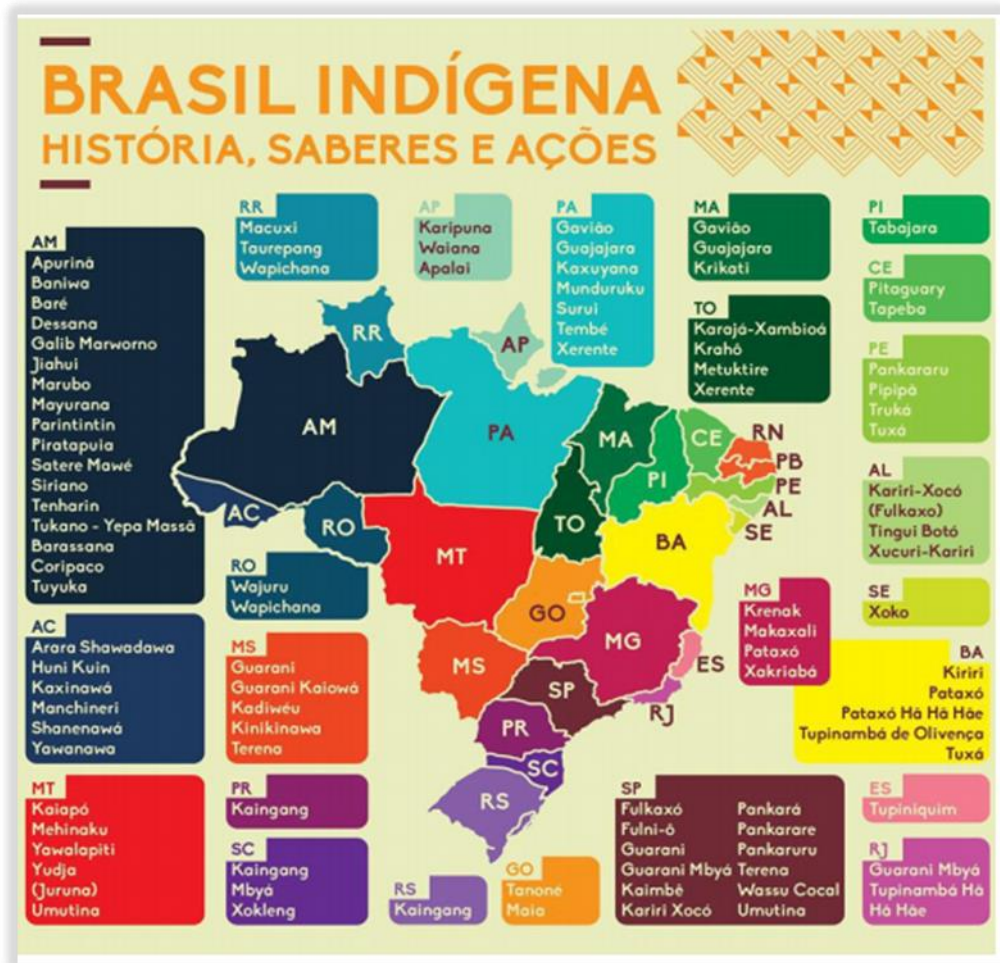 BRASIL INDÍGENA
HISTÓRIA, SABERES E AÇÕES
AM
Apurinã
Baniwa
Baré
Dessana
Galib Marworno
Jiahui
Marubo
Mayurana
Parintintin
Piratapuia
Satere Mawé
Siriano
Tenharin
Tukano - Yepa Massã
Barassana
Coripaco
Tuyuka
RR
Macuxi
Taurepang
Wapichana
AP
Karipuna
Waiana
Apalai
PA
Gavião
Guajajara
Kaxuyana
Munduruku
Surui
Tembé
Xerente
MA
Gavião
Guajajara
Krikati
TO
Karajá-Xambioá
Krahô
Metuktire
Xerente
PI
Tabajara
CE
Pitaguary
Tapeba
PE
Pankararu
Pipipã
Truká
Tuxá
AL
Kariri-Xocó
(Fulkaxo)
Tingui Botó
Xucuri-Kariri
SE
Xoko
RR
AP
AM
PA
MA
CE
RN
PB
PE
AL
SE
PI
TO
AC
RO
MT
BA
GO
MG
ES
MS
SP
RJ
PR
SC
RS
RO
Wajuru
Wapichana
AC
Arara Shawadawa
Huni Kuin
Kaxinawá
Manchineri
Shanenawá
Yawanawa
MS
Guarani
Guarani Kaiowá
Kadiwéu
Kinikinawa
Terena
MG
Krenak
Makaxali
Pataxó
Xakriabá
BA
Kiriri
Pataxó
Pataxó Hã Hã Hãe
Tupinambá de Olivença
Tuxá
MT
Kaiapó
Mehinaku
Yawalapiti
Yudja
(Juruna)
Umutina
PR
Kaingang
SC
Kaingang
Mbyá
Xokleng
RS
Kaingang
GO
Tanoné
Maia
SP
Fulkaxó
Fulni-ô
Guarani
Guarani Mbyá
Kaimbé
Kariri Xocó
Pankará
Pankarare
Pankaruru
Terena
Wassu Cocal
Umutina
ES
Tupiniquim
RJ
Guarani Mbyá
Tupinambá Hã
Hã Hãe